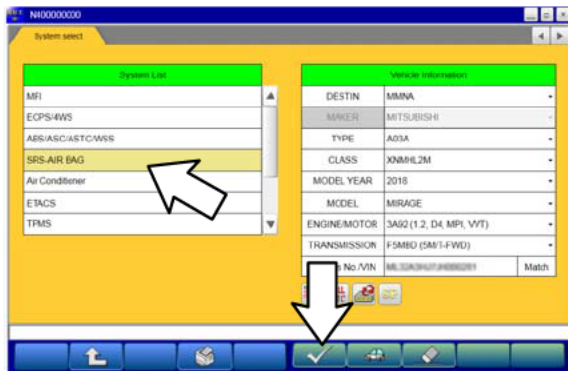 N400000000
System select
System List
MFI
ECPS/4WS
ABS/ASC/ASTC/WSS
SRS-AIR BAG
Air Conditioner
ETACS
TPMS
Vehicle Information
DESTIN MMNA
MAKER MITSUBISHI
TYPE A03A
CLASS XNMHL2M
MODEL YEAR 2018
MODEL MIRAGE
ENGINE/MOTOR 3A92 (1.2, D4, MPI, VVT)
TRANSMISSION F5MBD (5M/T-FWD)
No./VIN Match